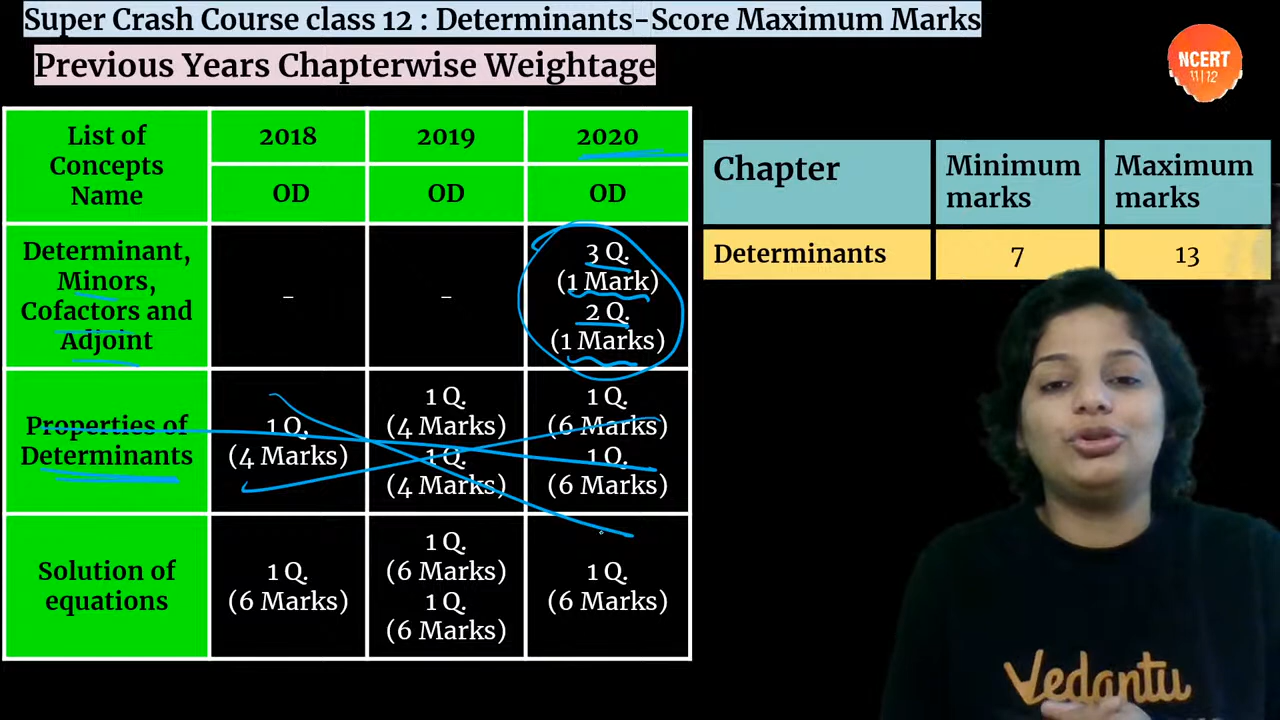 Super Crash Course class 12 : Determinants-Score Maximum Marks
Previous Years Chapterwise Weightage
NCERT
11|12
List of
Concepts
Name
2018
2019
2020
OD
OD
OD
Determinant,
Minors,
Cofactors and
Adjoint
-
-
3 Q.
(1 Mark)
2 Q.
(1 Marks)
Properties of
Determinants
1 Q.
(4 Marks)
1 Q.
(4 Marks)
1 Q.
(4 Marks)
1 Q.
(6 Marks)
1 Q.
(6 Marks)
Solution of
equations
1 Q.
(6 Marks)
1 Q.
(6 Marks)
1 Q.
(6 Marks)
1 Q.
(6 Marks)
Chapter
Minimum
marks
Maximum
marks
Determinants
7
13
Vedantu